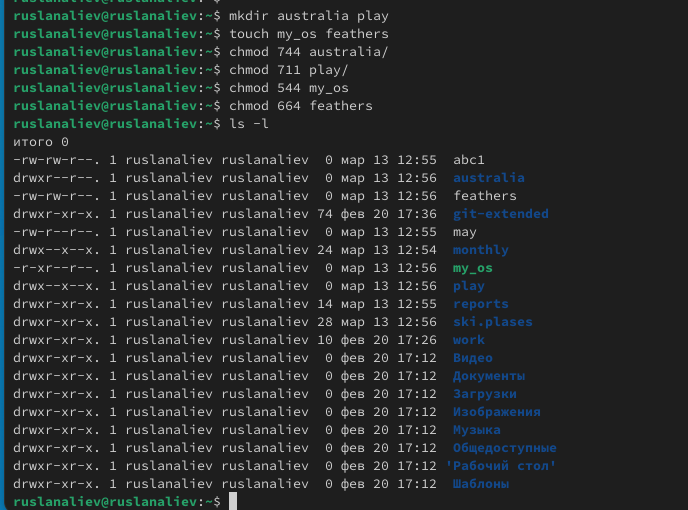 ruslanaliev@ruslanaliev:~$ mkdir australia play
ruslanaliev@ruslanaliev:~$ touch my_os feathers
ruslanaliev@ruslanaliev:~$ chmod 744 australia/
ruslanaliev@ruslanaliev:~$ chmod 711 play/
ruslanaliev@ruslanaliev:~$ chmod 544 my_os
ruslanaliev@ruslanaliev:~$ chmod 664 feathers
ruslanaliev@ruslanaliev:~$ ls -l
итого 0
-rw-rw-r--. 1 ruslanaliev ruslanaliev  0 мар 13 12:55  abc1
drwxr--r--. 1 ruslanaliev ruslanaliev  0 мар 13 12:56  australia
-rw-rw-r--. 1 ruslanaliev ruslanaliev  0 мар 13 12:56  feathers
drwxr-xr-x. 1 ruslanaliev ruslanaliev 74 фев 20 17:36  git-extended
-rw-r--r--. 1 ruslanaliev ruslanaliev  0 мар 13 12:55  may
drwx--x--x. 1 ruslanaliev ruslanaliev 24 мар 13 12:54  monthly
-r-xr--r--. 1 ruslanaliev ruslanaliev  0 мар 13 12:56  my_os
drwx--x--x. 1 ruslanaliev ruslanaliev  0 мар 13 12:56  play
drwxr-xr-x. 1 ruslanaliev ruslanaliev 14 мар 13 12:55  reports
drwxr-xr-x. 1 ruslanaliev ruslanaliev 28 мар 13 12:56  ski.plases
drwxr-xr-x. 1 ruslanaliev ruslanaliev 10 фев 20 17:26  work
drwxr-xr-x. 1 ruslanaliev ruslanaliev  0 фев 20 17:12  Видео
drwxr-xr-x. 1 ruslanaliev ruslanaliev  0 фев 20 17:12  Документы
drwxr-xr-x. 1 ruslanaliev ruslanaliev  0 фев 20 17:12  Загрузки
drwxr-xr-x. 1 ruslanaliev ruslanaliev  0 фев 20 17:12  Изображения
drwxr-xr-x. 1 ruslanaliev ruslanaliev  0 фев 20 17:12  Музыка
drwxr-xr-x. 1 ruslanaliev ruslanaliev  0 фев 20 17:12  Общедоступные
drwxr-xr-x. 1 ruslanaliev ruslanaliev  0 фев 20 17:12 'Рабочий стол'
drwxr-xr-x. 1 ruslanaliev ruslanaliev  0 фев 20 17:12  Шаблоны
ruslanaliev@ruslanaliev:~$